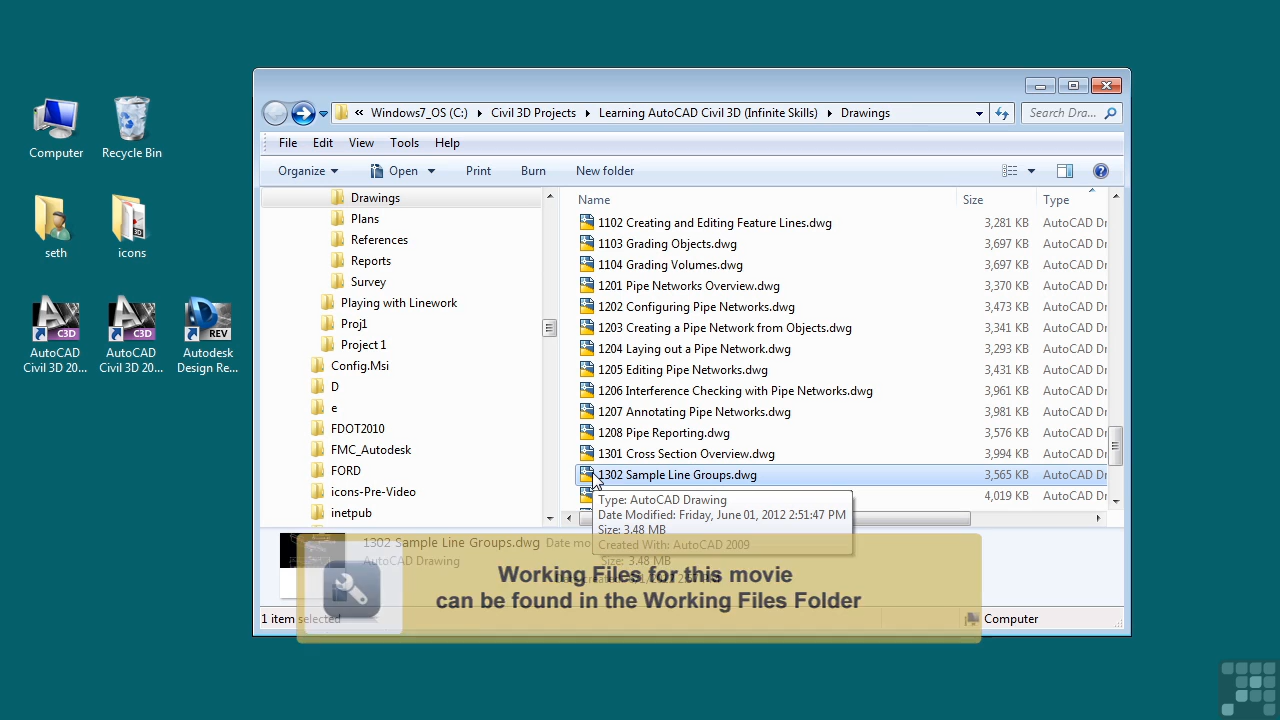 Computer
Recycle Bin
seth
icons
AutoCAD
Civil 3D 20...
AutoCAD
Civil 3D 20...
Autodesk
Design Re...
« Windows7_OS (C:) Civil 3D Projects Learning AutoCAD Civil 3D (Infinite Skills) Drawings
Search Dra...
File Edit View Tools Help
Organize Open Print Burn New folder
Drawings
Plans
References
Reports
Survey
Playing with Linework
Proj1
Project 1
Config.Msi
D
e
FDOT2010
FMC_Autodesk
FORD
icons-Pre-Video
inetpub
Name Size Type
1102 Creating and Editing Feature Lines.dwg 3,281 KB AutoCAD Dr
1103 Grading Objects.dwg 3,697 KB AutoCAD Dr
1104 Grading Volumes.dwg 3,697 KB AutoCAD Dr
1201 Pipe Networks Overview.dwg 3,370 KB AutoCAD Dr
1202 Configuring Pipe Networks.dwg 3,473 KB AutoCAD Dr
1203 Creating a Pipe Network from Objects.dwg 3,341 KB AutoCAD Dr
1204 Laying out a Pipe Network.dwg 3,293 KB AutoCAD Dr
1205 Editing Pipe Networks.dwg 3,431 KB AutoCAD Dr
1206 Interference Checking with Pipe Networks.dwg 3,961 KB AutoCAD Dr
1207 Annotating Pipe Networks.dwg 3,981 KB AutoCAD Dr
1208 Pipe Reporting.dwg 3,576 KB AutoCAD Dr
1301 Cross Section Overview.dwg 3,994 KB AutoCAD Dr
1302 Sample Line Groups.dwg 3,565 KB AutoCAD Dr
4,019 KB AutoCAD Dr
Type: AutoCAD Drawing
Date Modified: Friday, June 01, 2012 2:51:47 PM
Size: 3.48 MB
Created With: AutoCAD 2009
1302 Sample Line Groups.dwg Date mo
AutoCAD Drawing Size: 3.48 MB
Working Files for this movie
can be found in the Working Files Folder
1 item selected Computer